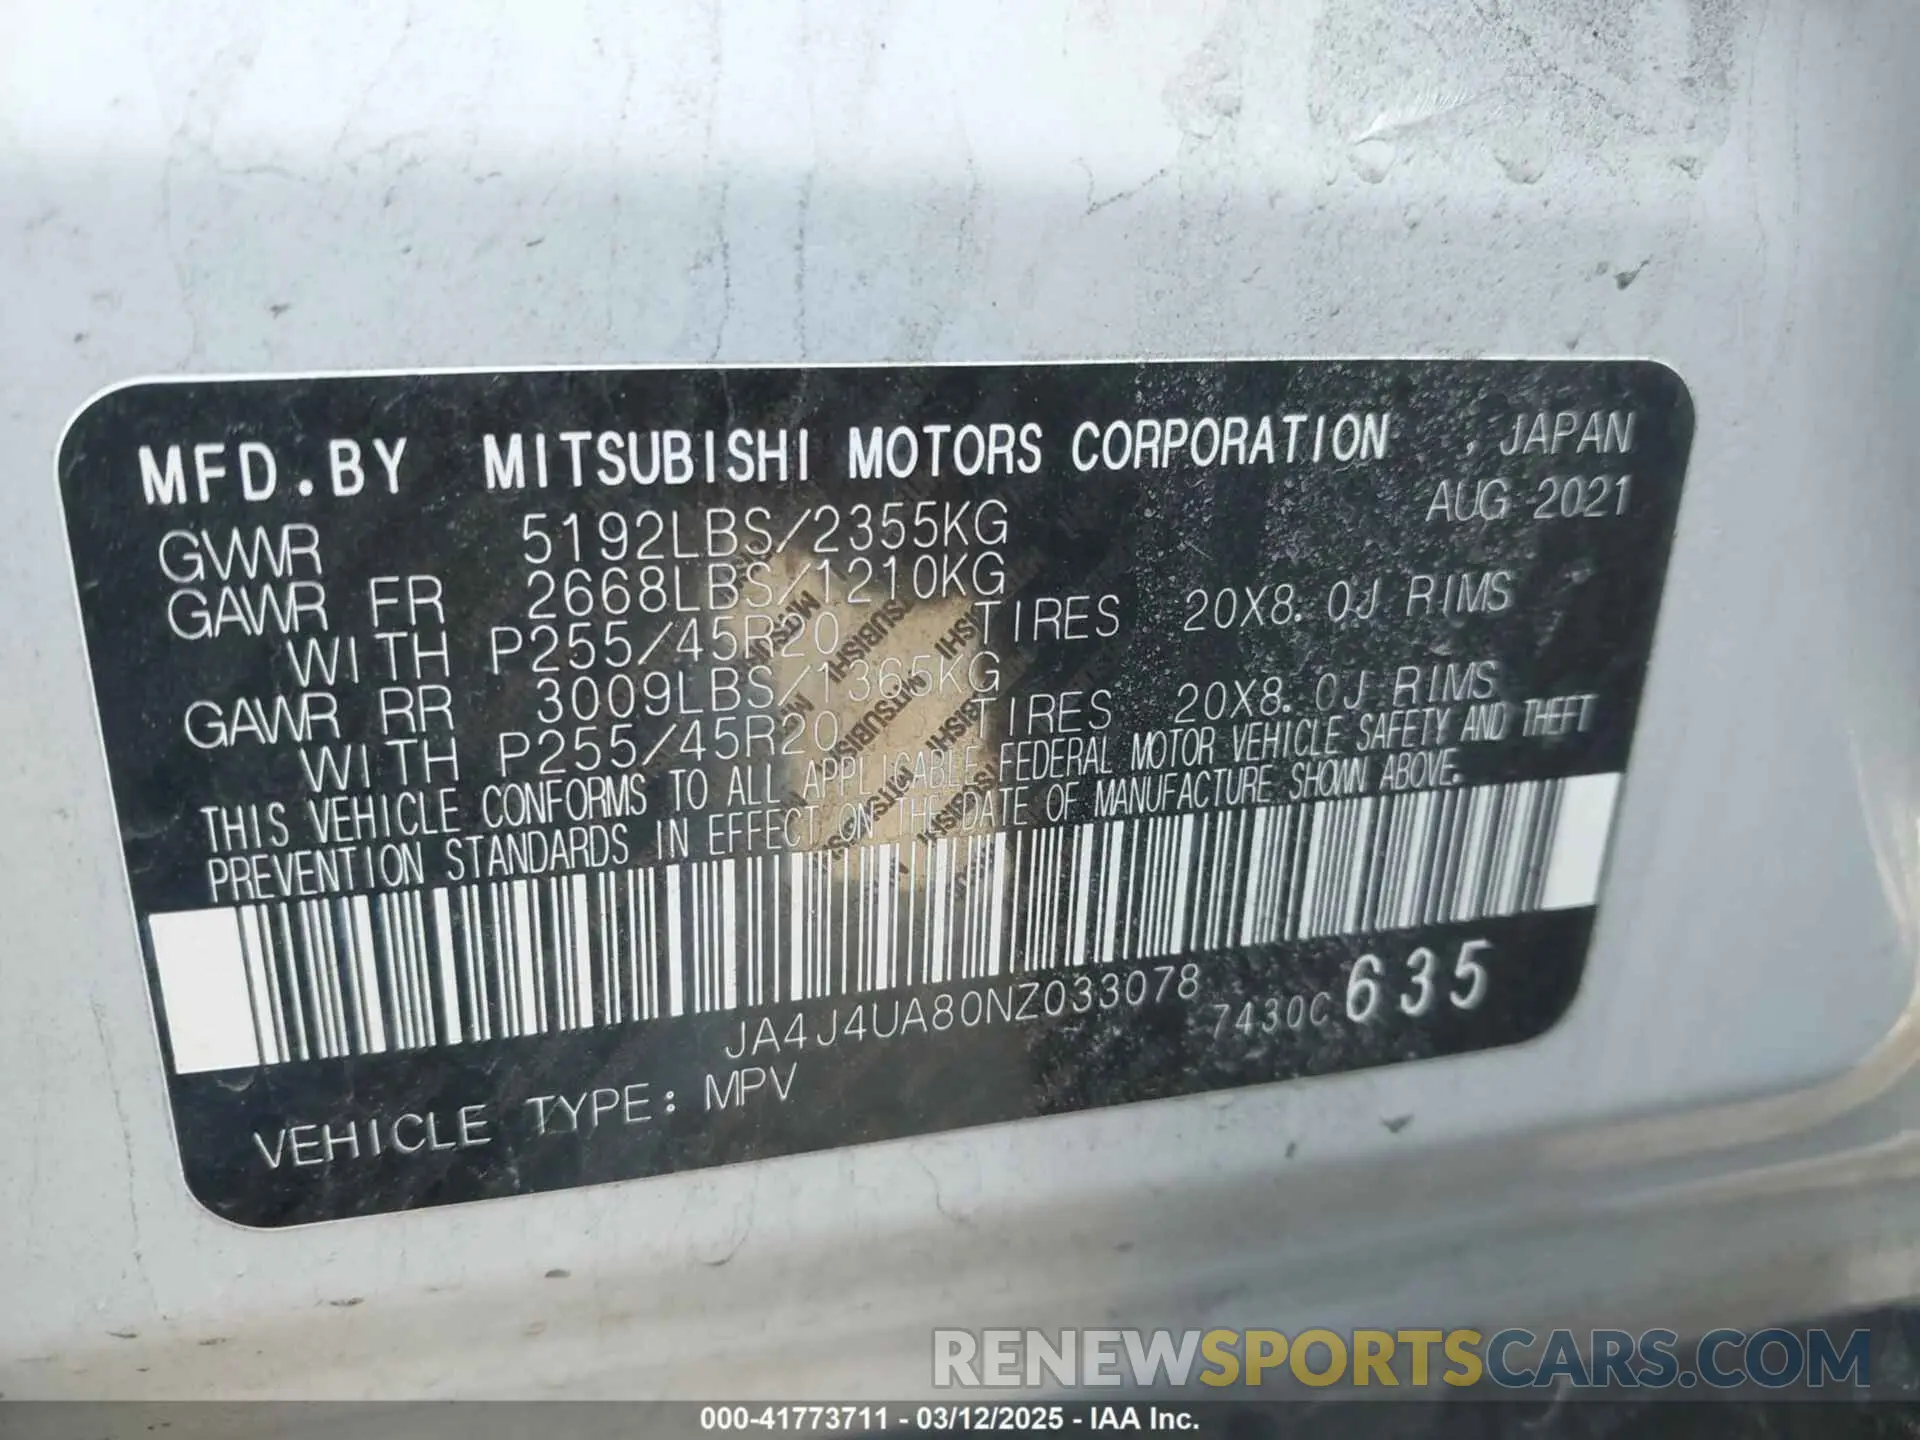 MFD.BY MITSUBISHI MOTORS CORPORATION , JAPAN
AUG 2021
GVWR 5192LBS/2355KG
GAWR FR 2668LBS/1210KG
WITH P255/45R20 TIRES 20X8.0J RIMS
GAWR RR 3009LBS/1365KG
WITH P255/45R20 TIRES 20X8.0J RIMS
THIS VEHICLE CONFORMS TO ALL APPLICABLE FEDERAL MOTOR VEHICLE SAFETY AND THEFT
PREVENTION STANDARDS IN EFFECT ON THE DATE OF MANUFACTURE SHOWN ABOVE.
JA4J4UA80NZ033078 7430C 635
VEHICLE TYPE: MPV
RENEWSPORTSCARS.COM
000-41773711 - 03/12/2025 - IAA Inc.